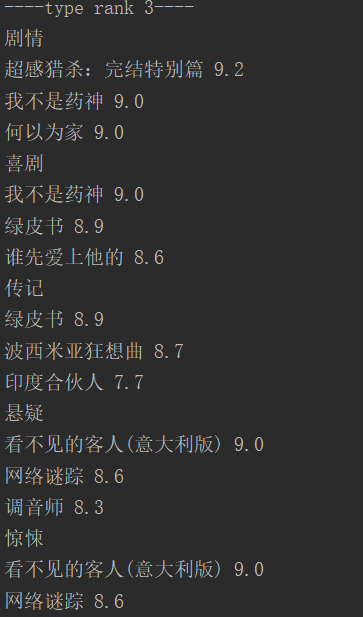 ----type rank 3----
剧情
超感猎杀：完结特别篇 9.2
我不是药神 9.0
何以为家 9.0
喜剧
我不是药神 9.0
绿皮书 8.9
谁先爱上他的 8.6
传记
绿皮书 8.9
波西米亚狂想曲 8.7
印度合伙人 7.7
悬疑
看不见的客人(意大利版) 9.0
网络谜踪 8.6
调音师 8.3
惊悚
看不见的客人(意大利版) 9.0
网络谜踪 8.6